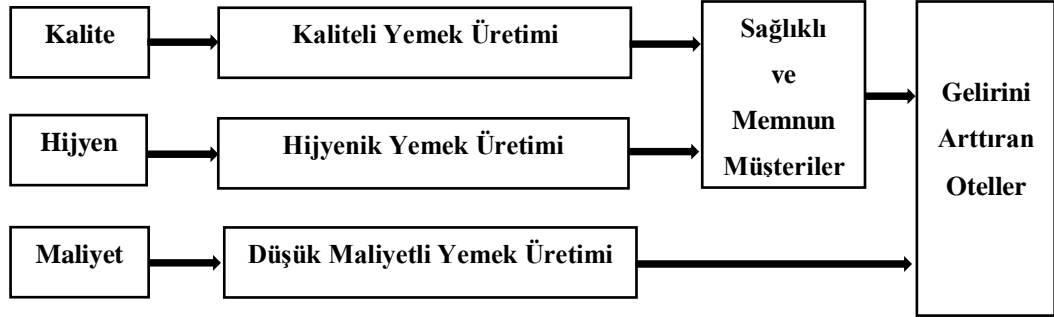 Kalite
Kaliteli Yemek Üretimi
Sağlıklı
ve
Memnun
Müşteriler
Gelirini
Arttıran
Oteller
Hijyen
Hijyenik Yemek Üretimi
Maliyet
Düşük Maliyetli Yemek Üretimi